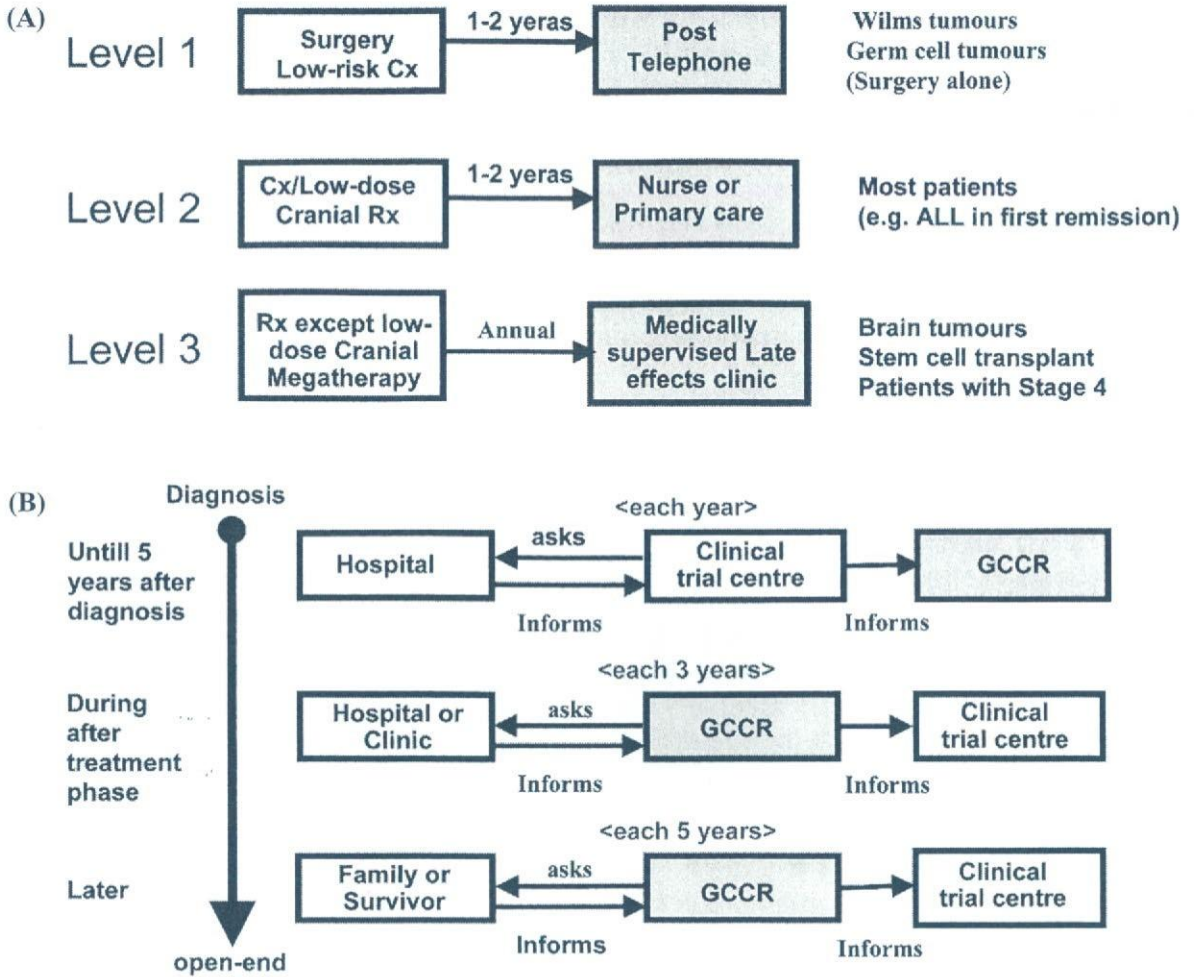 (A)
Level 1
Surgery
Low-risk Cx
1-2 yeras
Post
Telephone
Wilms tumours
Germ cell tumours
(Surgery alone)
Level 2
Cx/Low-dose
Cranial Rx
1-2 yeras
Nurse or
Primary care
Most patients
(e.g. ALL in first remission)
Level 3
Rx except low-
dose Cranial
Megatherapy
Annual
Medically
supervised Late
effects clinic
Brain tumours
Stem cell transplant
Patients with Stage 4
(B)
Diagnosis
Untill 5
years after
diagnosis
<each year>
Hospital
asks
Informs
Clinical
trial centre
Informs
GCCR
During
after
treatment
phase
<each 3 years>
Hospital or
Clinic
asks
Informs
GCCR
Informs
Clinical
trial centre
Later
<each 5 years>
Family or
Survivor
asks
Informs
GCCR
Informs
Clinical
trial centre
open-end